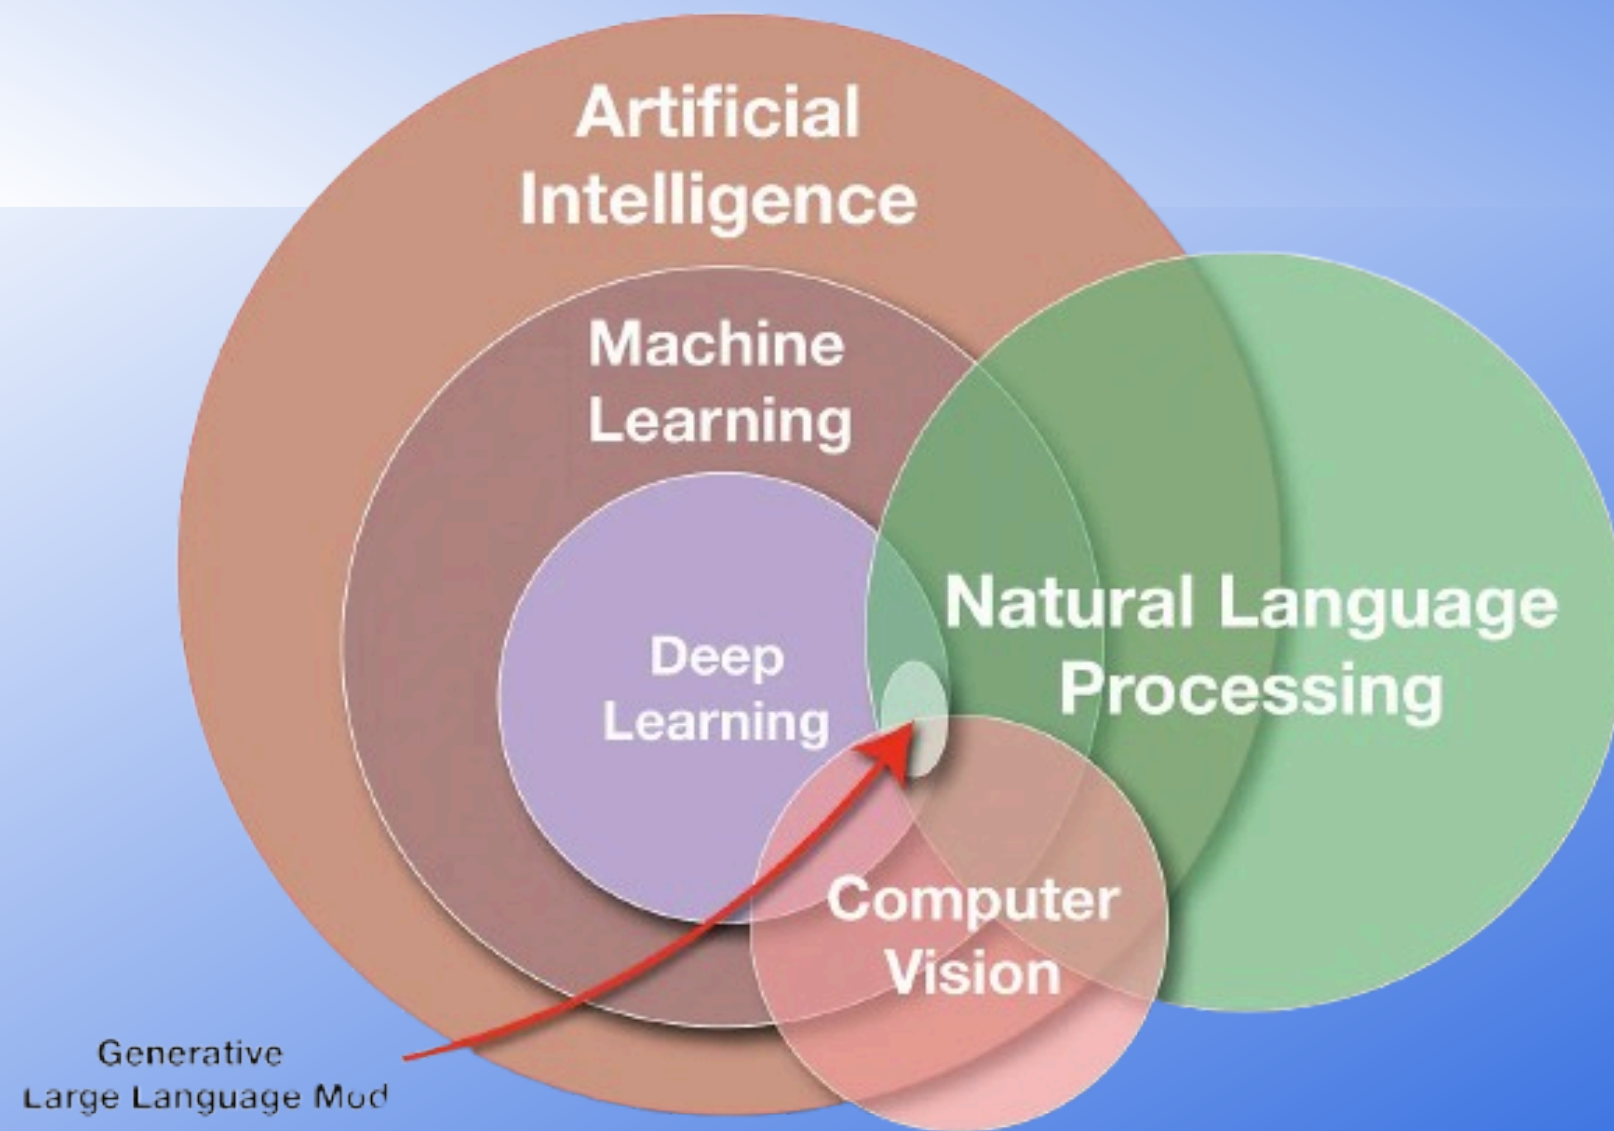 Artificial
Intelligence
Machine
Learning
Deep
Learning
Natural Language
Processing
Computer
Vision
Generative
Large Language Mod